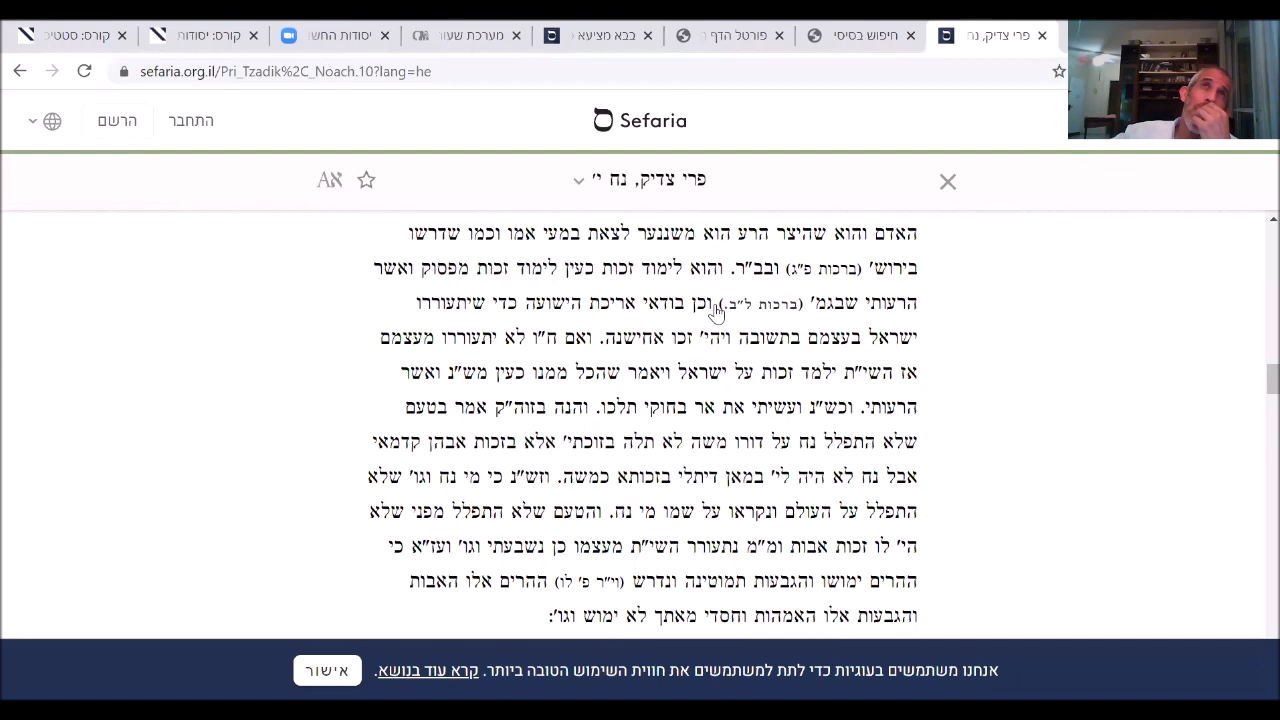 קורס: סטטיכ
קורס: יסודות
יסודות החשו
מערכת שעור
בבא מציעא נ
פורטל הדף ה
חיפוש בסיסי
פרי צדיק, נח
sefaria.org.il/Pri_Tzadik%2C_Noach.10?lang=he
הרשם
התחבר
Sefaria
פרי צדיק, נח י׳
האדם והוא שהיצר הרע הוא משננער לצאת במעי אמו וכמו שדרשו
בירוש׳ (ברכות פ״ג) ובב״ר. והוא לימוד זכות כעין לימוד זכות מפסוק ואשר
הרעותי שבגמ׳ (ברכות ל״ב.) וכן בודאי אריכת הישועה כדי שיתעוררו
ישראל בעצמם בתשובה ויהי׳ זכו אחישנה. ואם ח״ו לא יתעוררו מעצמם
אז השי״ת ילמד זכות על ישראל ויאמר שהכל ממנו כעין מש״נ ואשר
הרעותי. וכש״נ ועשיתי את אר בחוקי תלכו. והנה בזוה״ק אמר בטעם
שלא התפלל נח על דורו משה לא תלה בזוכתי׳ אלא בזכות אבהן קדמאי
אבל נח לא היה לי׳ במאן דיתלי בזכותא כמשה. וזש״נ כי מי נח וגו׳ שלא
התפלל על העולם ונקראו על שמו מי נח. והטעם שלא התפלל מפני שלא
הי׳ לו זכות אבות ומ״מ נתעורר השי״ת מעצמו כן נשבעתי וגו׳ ועז״א כי
ההרים ימושו והגבעות תמוטינה ונדרש (וי״ר פ׳ לו) ההרים אלו האבות
והגבעות אלו האמהות וחסדי מאתך לא ימוש וגו׳:
אנחנו משתמשים בעוגיות כדי לתת למשתמשים את חווית השימוש הטובה ביותר. קרא עוד בנושא.
אישור